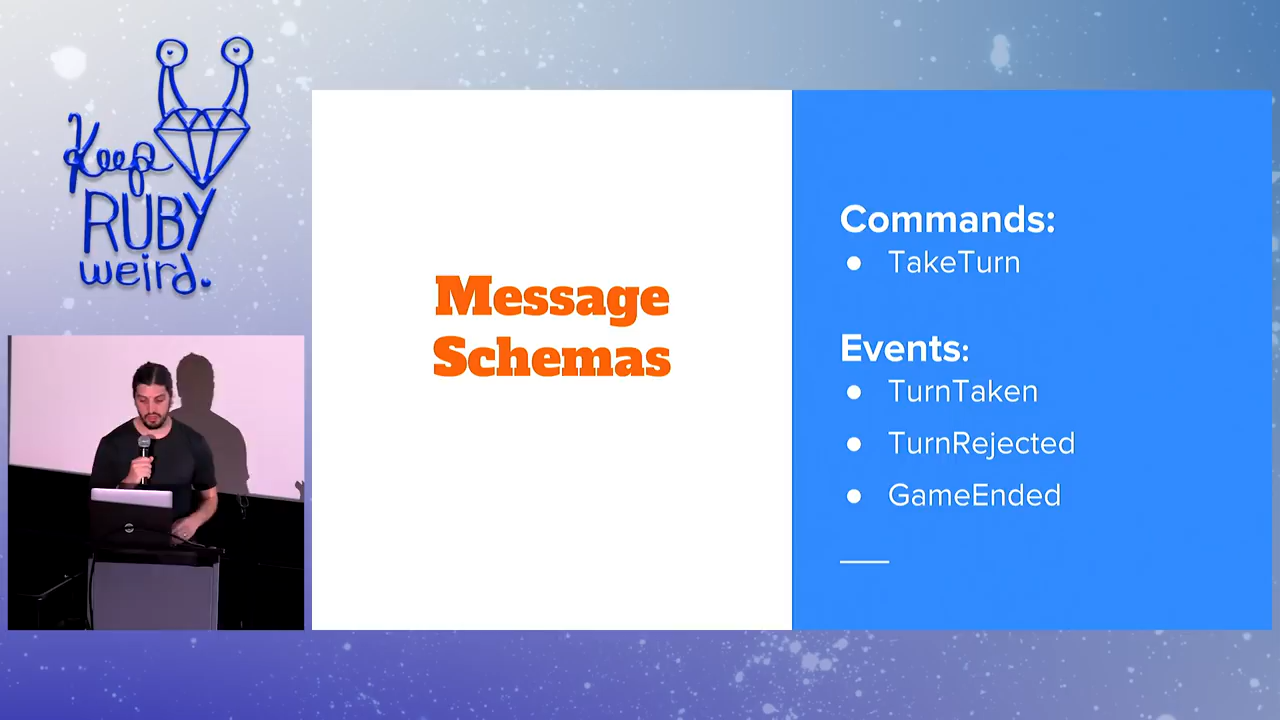 Keep
RUBY
weird.
Message
Schemas
Commands:
● TakeTurn
Events:
● TurnTaken
● TurnRejected
● GameEnded